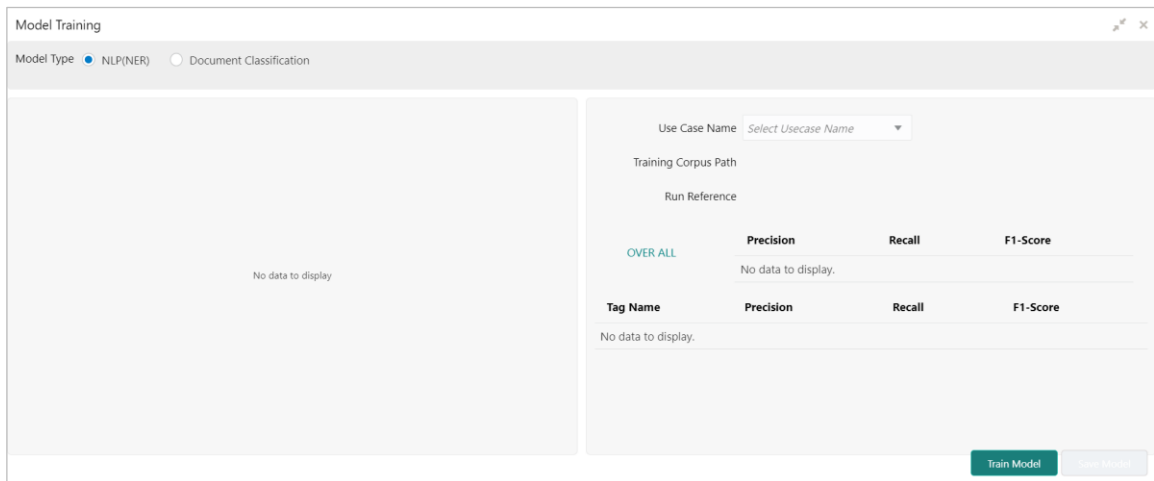 Model Training
Model Type NLP(NER) Document Classification
No data to display
Use Case Name Select Usecase Name
Training Corpus Path
Run Reference
OVER ALL
Precision Recall F1-Score
No data to display.
Tag Name Precision Recall F1-Score
No data to display.
Train Model Save Model